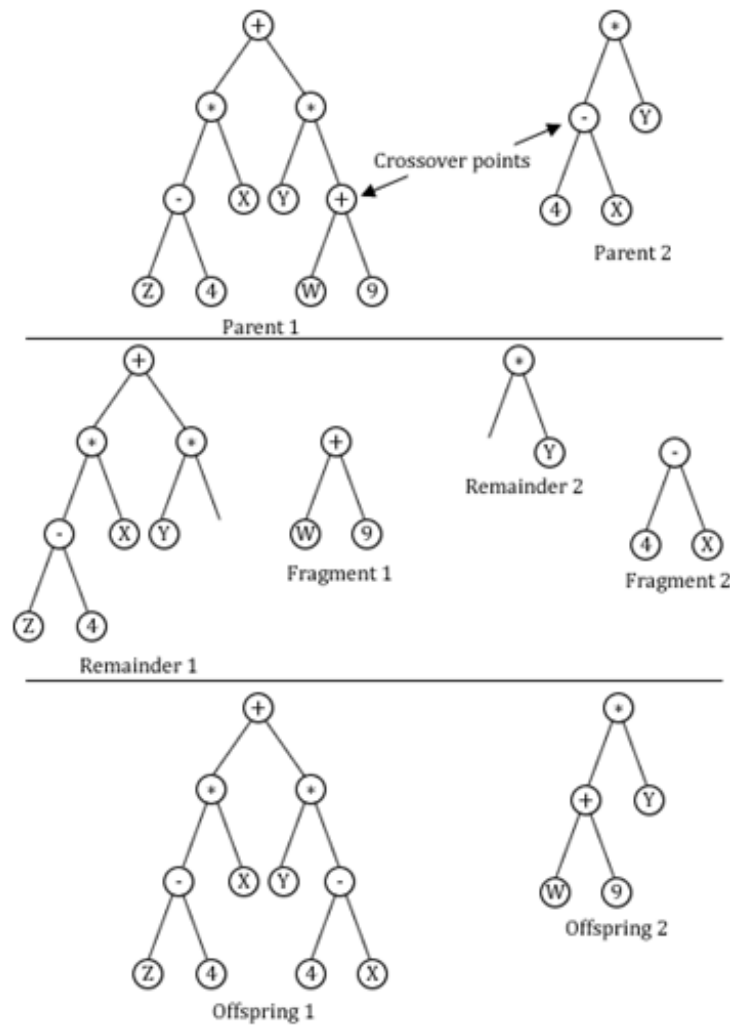 + *
* * - Y
Crossover points
- X Y + 4 X
Parent 2
Z 4 W 9
Parent 1
+ *
* * + Y -
Remainder 2
- X Y W 9 4 X
Fragment 1 Fragment 2
Z 4
Remainder 1
+ *
* * + Y
- X Y - W 9
Offspring 2
Z 4 4 X
Offspring 1